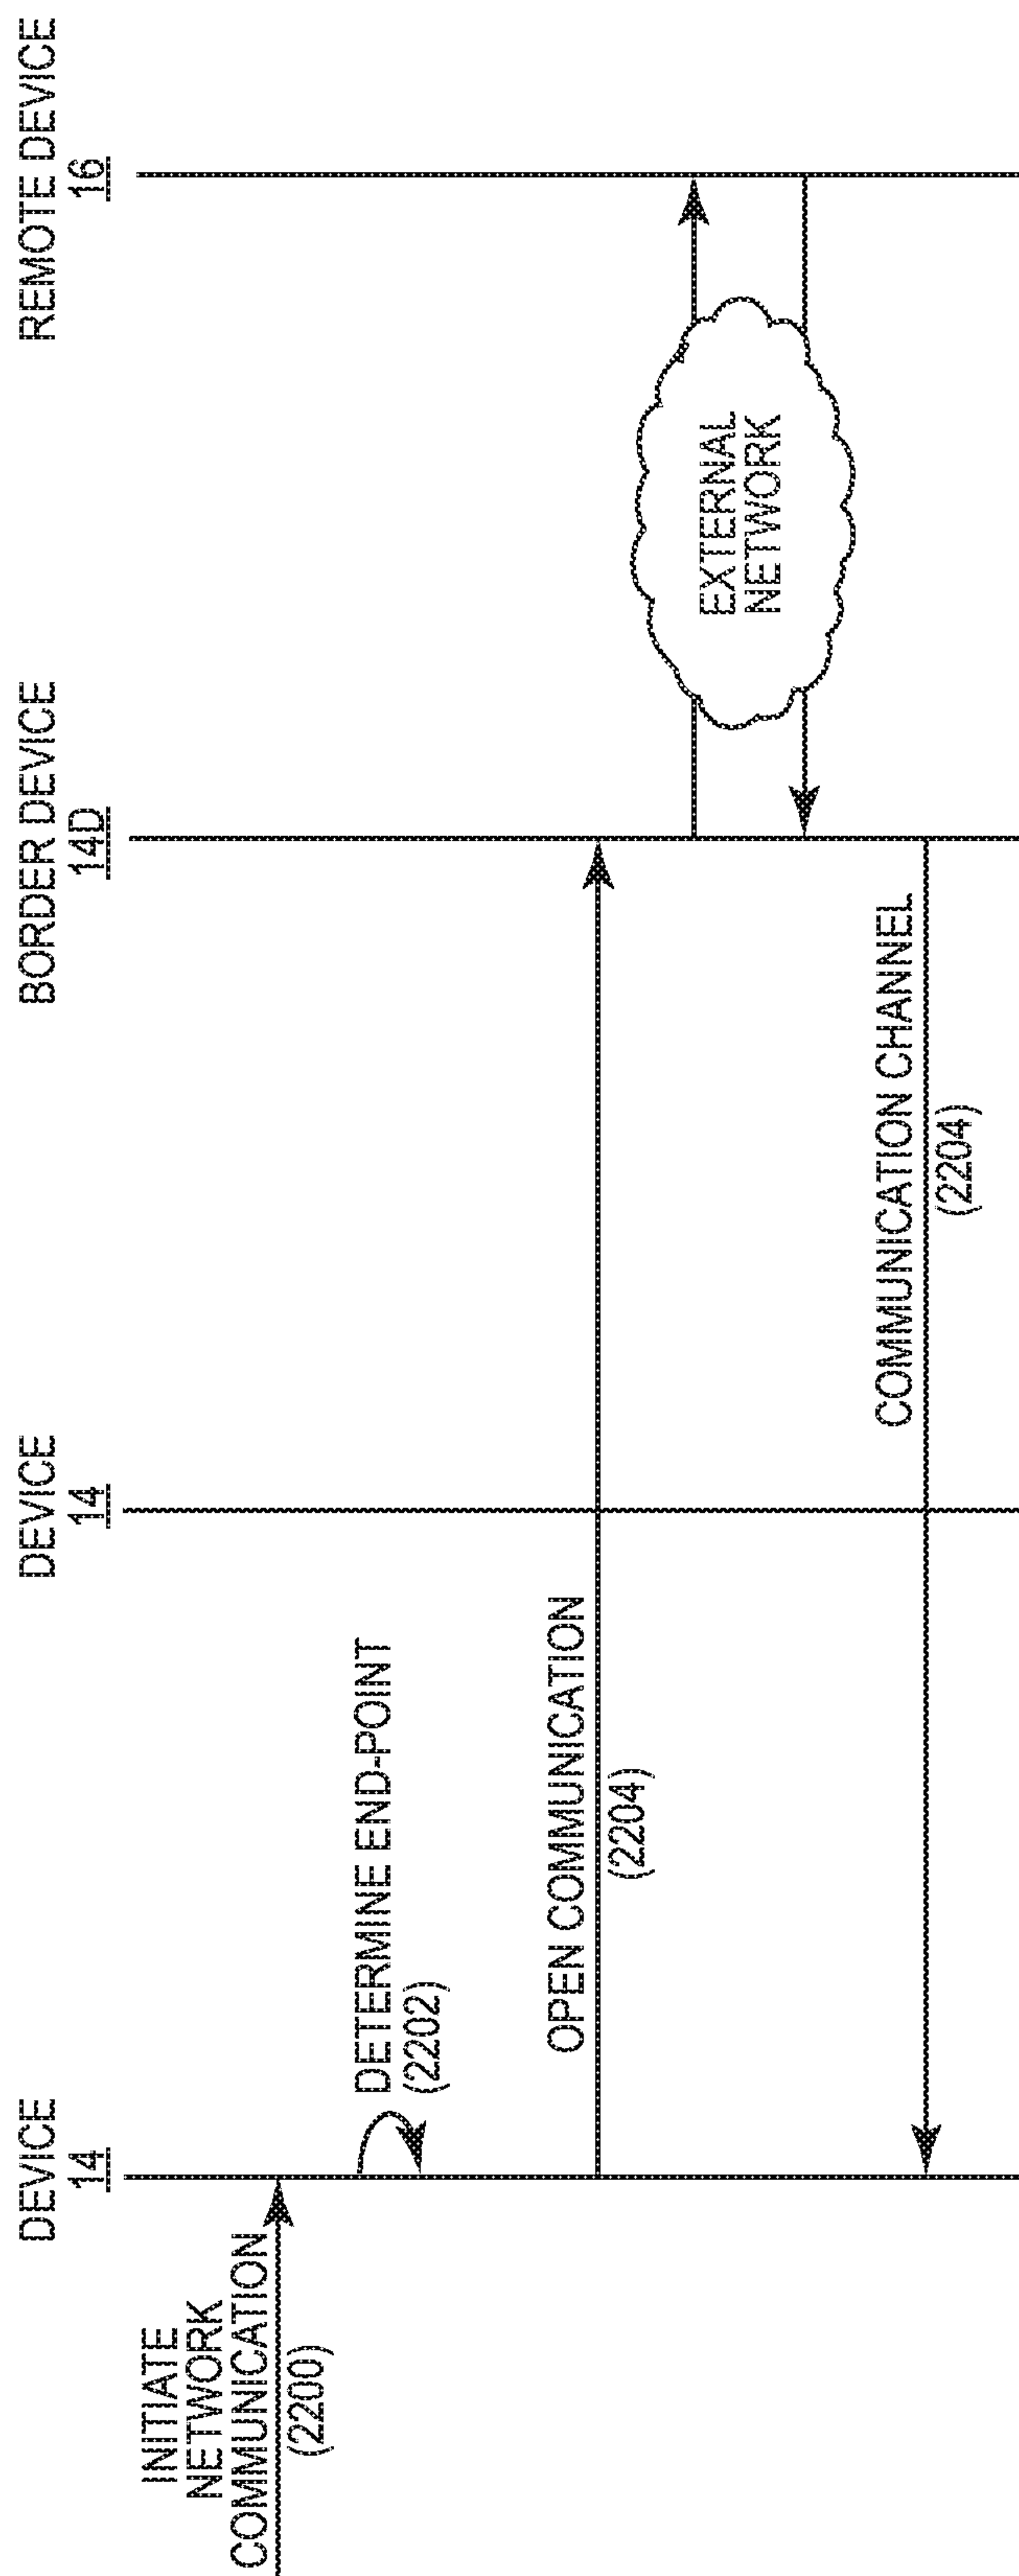 DEVICE
14
DEVICE
14
BORDER DEVICE
14D
REMOTE DEVICE
16
INITIATE
NETWORK
COMMUNICATION
(2200)
DETERMINE END-POINT
(2202)
OPEN COMMUNICATION
(2204)
EXTERNAL
NETWORK
COMMUNICATION CHANNEL
(2204)